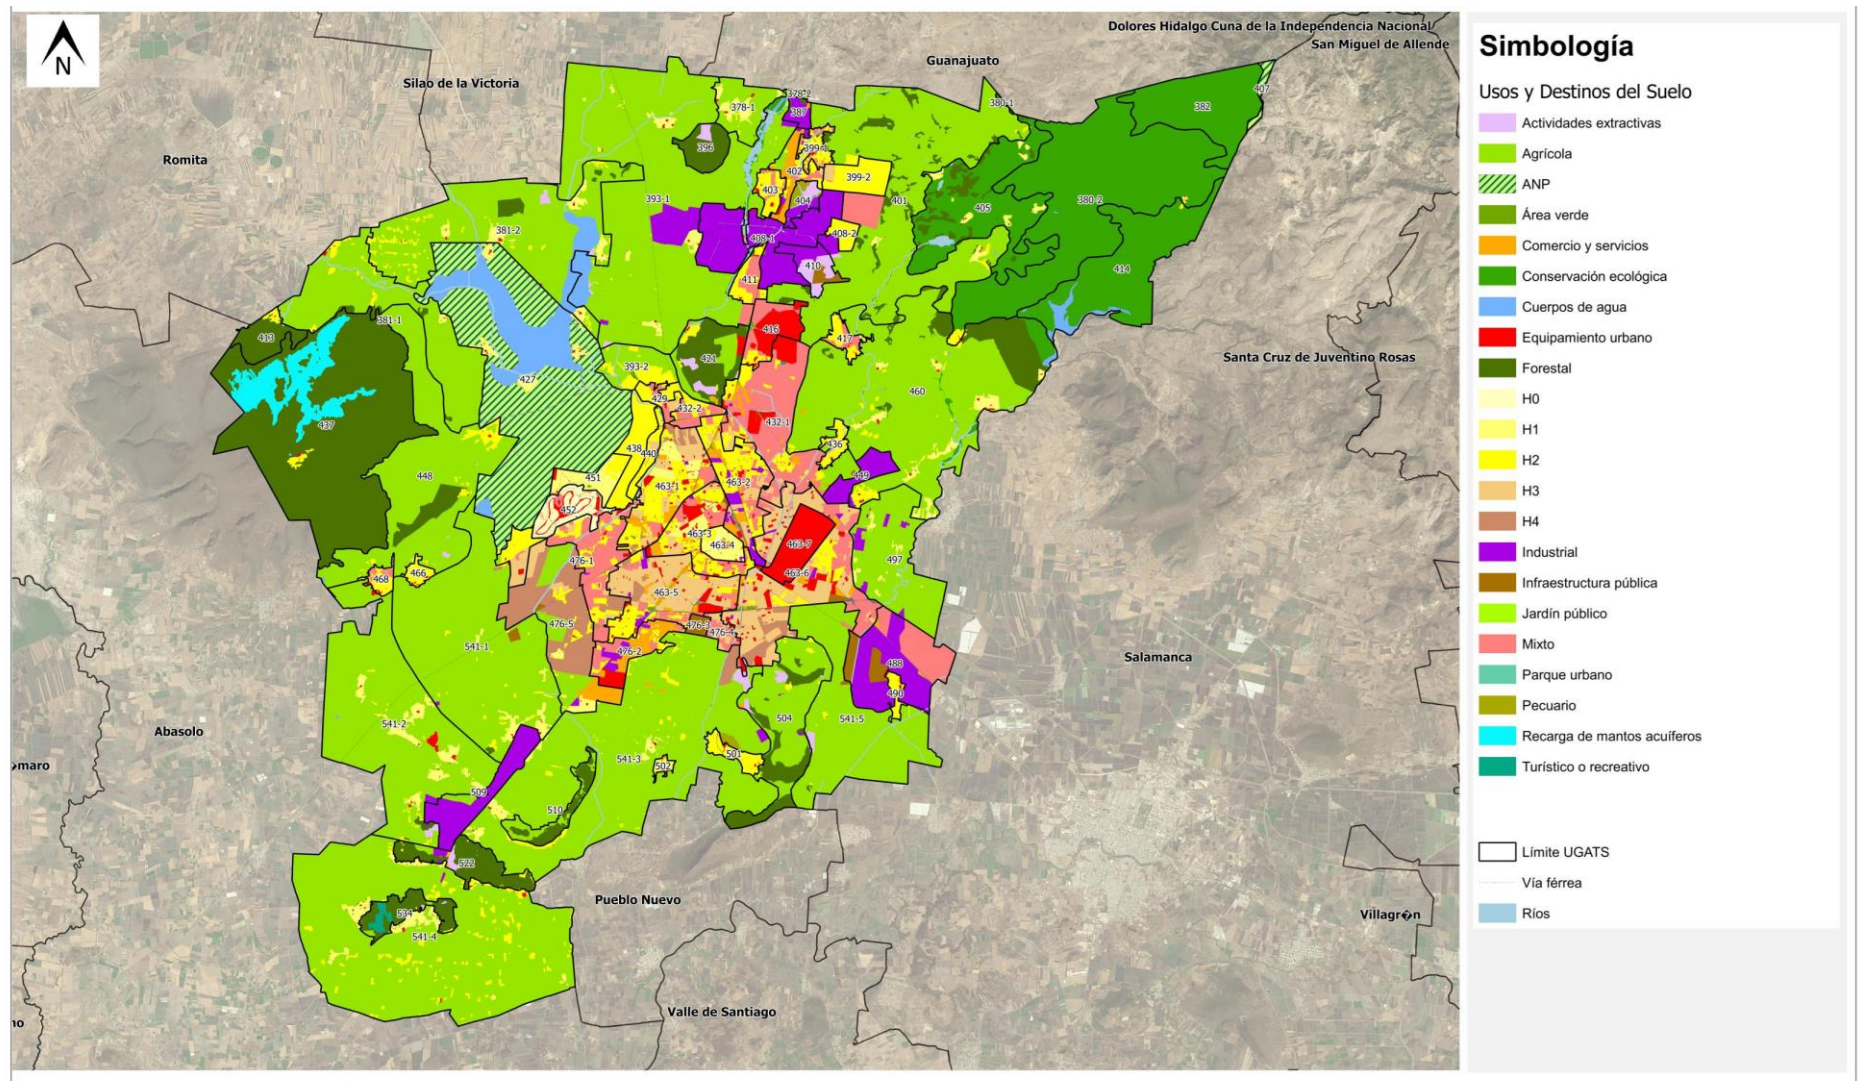 N
Dolores Hidalgo Cuna de la Independencia Nacional
San Miguel de Allende
Guanajuato
Silao de la Victoria
Romita
Santa Cruz de Juventino Rosas
Salamanca
Abasolo
�maro
Pueblo Nuevo
Villagr�n
Valle de Santiago
378-2
378-1
387
380-1
382
407
396
399-1
402
399-2
403
404
393-1
401
405
380-2
381-2
408-1
408-2
410
411
414
416
417
381-1
413
421
393-2
427
460
429
432-2
432-1
437
436
438
440
448
451
449
463-1
463-2
452
463-3
463-4
463-7
476-1
497
468
466
463-6
463-5
476-5
476-3
476-4
541-1
476-2
488
490
541-2
504
541-5
541-3
502
501
509
510
522
534
541-4
Simbología
Usos y Destinos del Suelo
Actividades extractivas
Agrícola
ANP
Área verde
Comercio y servicios
Conservación ecológica
Cuerpos de agua
Equipamiento urbano
Forestal
H0
H1
H2
H3
H4
Industrial
Infraestructura pública
Jardín público
Mixto
Parque urbano
Pecuario
Recarga de mantos acuíferos
Turístico o recreativo
Límite UGATS
Vía férrea
Ríos